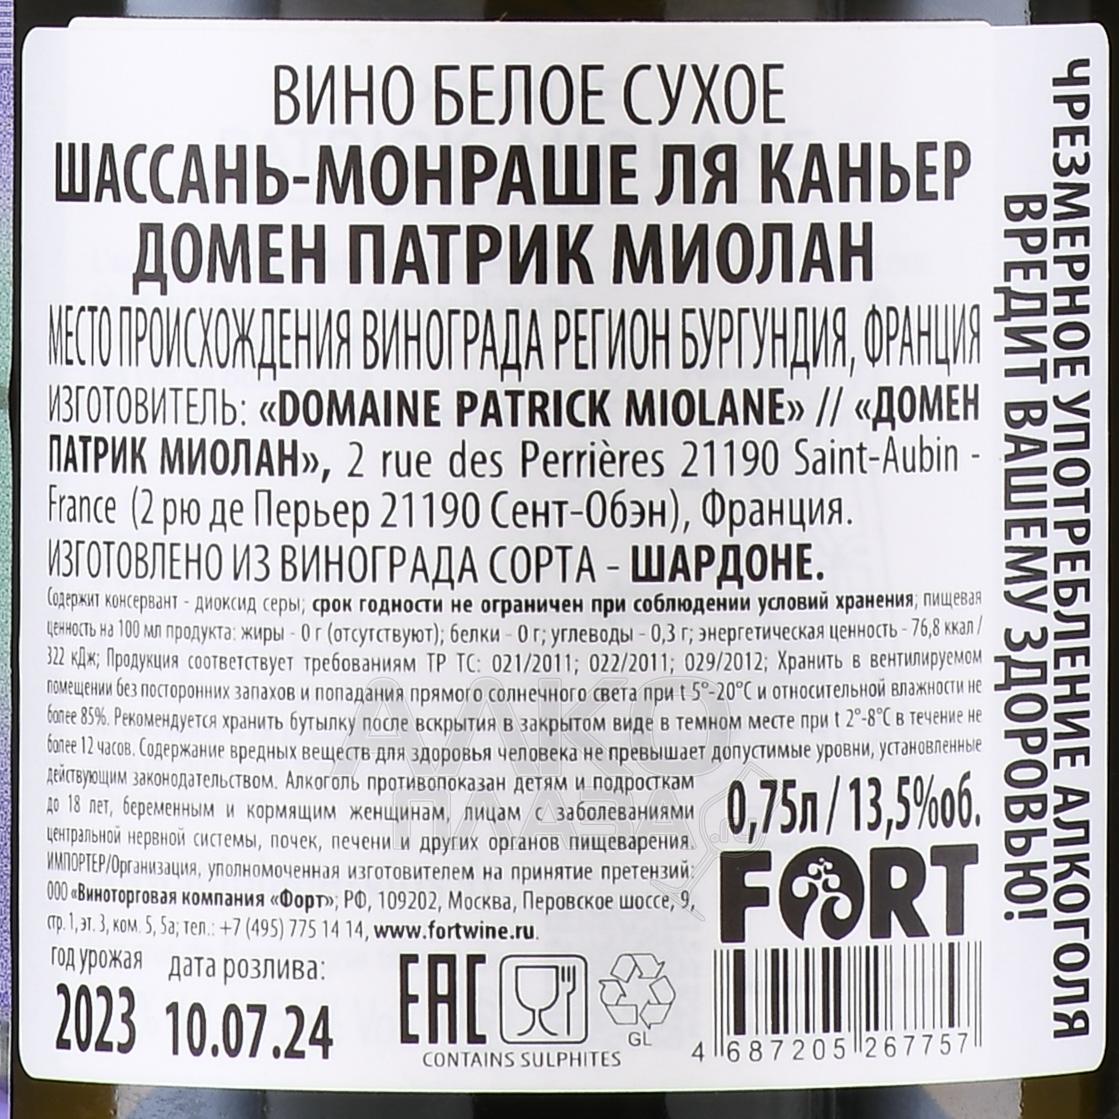 ВИНО БЕЛОЕ СУХОЕ
ШАССАНЬ-МОНРАШЕ ЛЯ КАНЬЕР
ДОМЕН ПАТРИК МИОЛАН
МЕСТО ПРОИСХОЖДЕНИЯ ВИНОГРАДА РЕГИОН БУРГУНДИЯ, ФРАНЦИЯ
ИЗГОТОВИТЕЛЬ: «DOMAINE PATRICK MIOLANE» // «ДОМЕН
ПАТРИК МИОЛАН», 2 rue des Perrières 21190 Saint-Aubin -
France (2 рю де Перьер 21190 Сент-Обэн), Франция.
ИЗГОТОВЛЕНО ИЗ ВИНОГРАДА СОРТА - ШАРДОНЕ.
Содержит консервант - диоксид серы; срок годности не ограничен при соблюдении условий хранения; пищевая
ценность на 100 мл продукта: жиры - 0 г (отсутствуют); белки - 0 г; углеводы - 0,3 г; энергетическая ценность - 76,8 ккал /
322 кДж; Продукция соответствует требованиям ТР ТС: 021/2011; 022/2011; 029/2012; Хранить в вентилируемом
помещении без посторонних запахов и попадания прямого солнечного света при t 5°-20°C и относительной влажности не
более 85%. Рекомендуется хранить бутылку после вскрытия в закрытом виде в темном месте при t 2°-8°C в течение не
более 12 часов. Содержание вредных веществ для здоровья человека не превышает допустимые уровни, установленные
действующим законодательством. Алкоголь противопоказан детям и подросткам
до 18 лет, беременным и кормящим женщинам, лицам с заболеваниями
центральной нервной системы, почек, печени и других органов пищеварения.
ИМПОРТЕР/Организация, уполномоченная изготовителем на принятие претензий:
ООО «Виноторговая компания «Форт»; РФ, 109202, Москва, Перовское шоссе, 9,
стр. 1, эт. 3, ком. 5, 5а; тел.: +7 (495) 775 14 14, www.fortwine.ru.
0,75л / 13,5%об.
FORT
год урожая
2023
дата розлива:
10.07.24
EAC
GL
CONTAINS SULPHITES
4 687205 267757
ЧРЕЗМЕРНОЕ УПОТРЕБЛЕНИЕ АЛКОГОЛЯ
ВРЕДИТ ВАШЕМУ ЗДОРОВЬЮ!
АЛКО
ПЛАЗА.ru